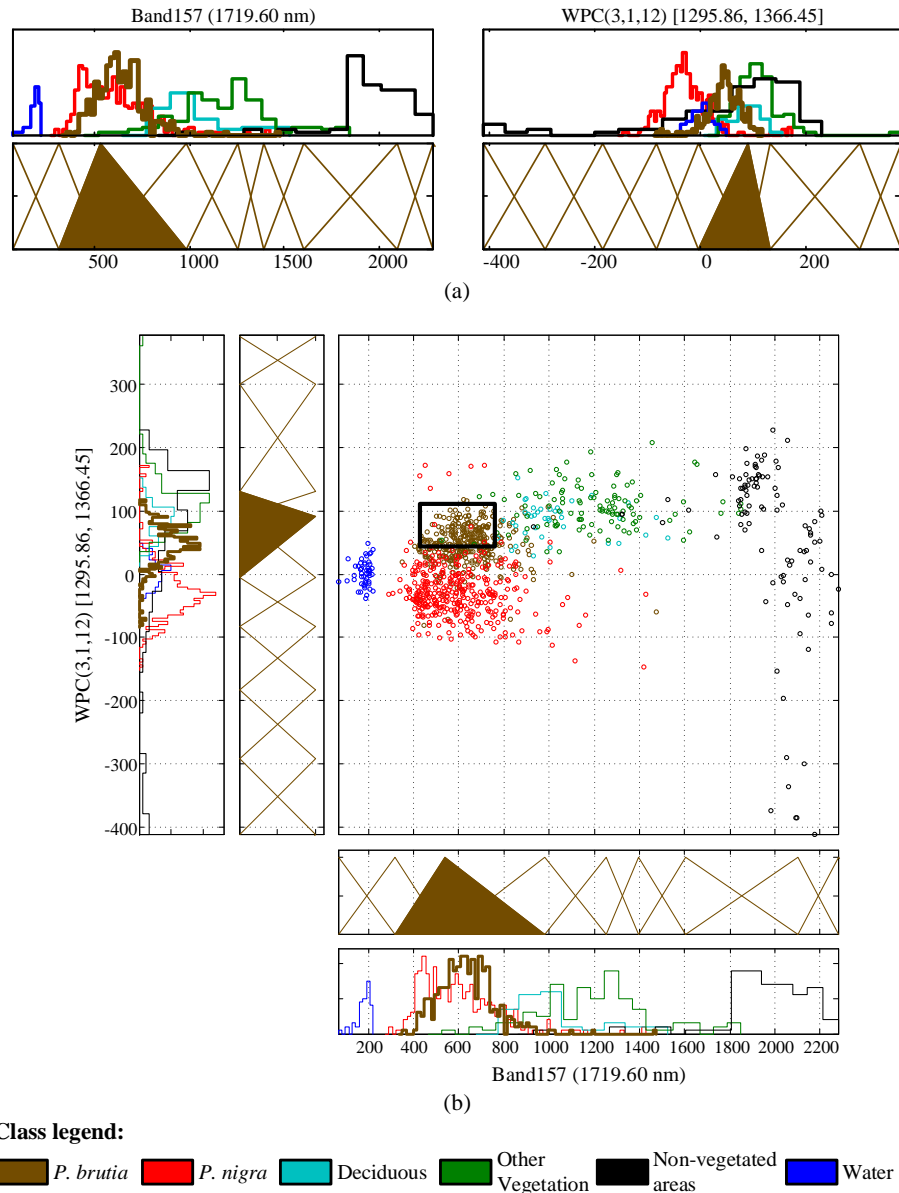 Band157 (1719.60 nm)
WPC(3,1,12) [1295.86, 1366.45]
500 1000 1500 2000
-400 -200 0 200
(a)
WPC(3,1,12) [1295.86, 1366.45]
300
200
100
0
-100
-200
-300
-400
200 400 600 800 1000 1200 1400 1600 1800 2000 2200
Band157 (1719.60 nm)
(b)
Class legend:
P. brutia
P. nigra
Deciduous
Other
Vegetation
Non-vegetated
areas
Water